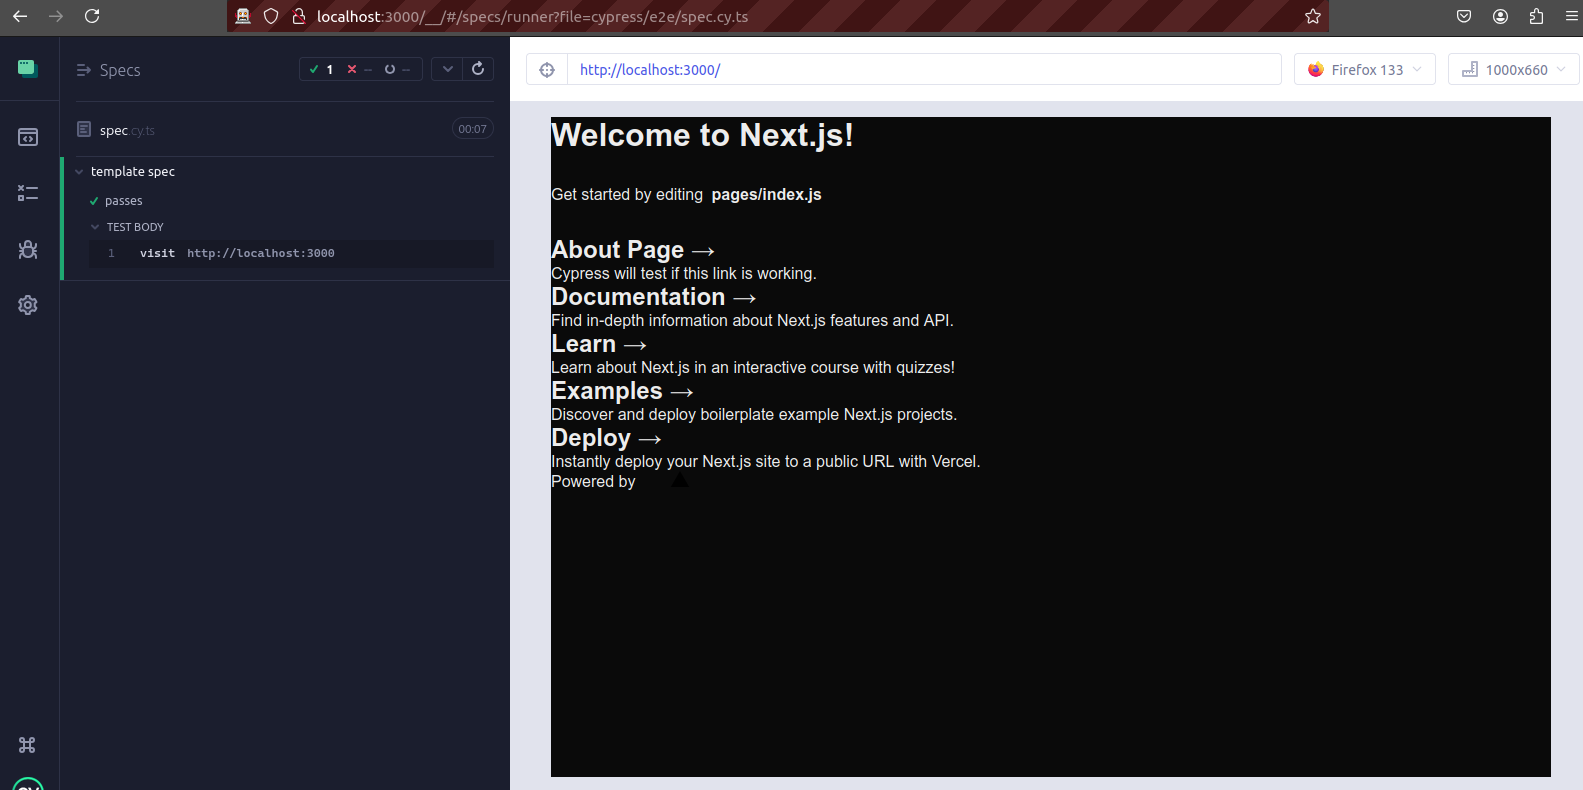 localhost:3000/__/#/specs/runner?file=cypress/e2e/spec.cy.ts
Specs
1 -- --
spec.cy.ts 00:07
template spec
passes
TEST BODY
1 visit http://localhost:3000
http://localhost:3000/
Firefox 133
1000x660
Welcome to Next.js!
Get started by editing pages/index.js
About Page →
Cypress will test if this link is working.
Documentation →
Find in-depth information about Next.js features and API.
Learn →
Learn about Next.js in an interactive course with quizzes!
Examples →
Discover and deploy boilerplate example Next.js projects.
Deploy →
Instantly deploy your Next.js site to a public URL with Vercel.
Powered by